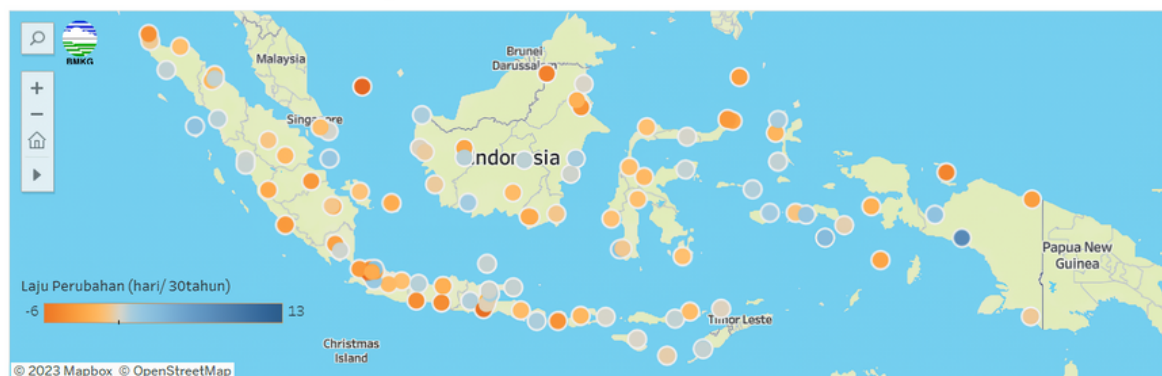 BMKG
Malaysia
Brunei
Darussalam
Singapore
Indonesia
Papua New
Guinea
Laju Perubahan (hari/ 30tahun)
-6
13
Timor Leste
Christmas
Island
© 2023 Mapbox © OpenStreetMap